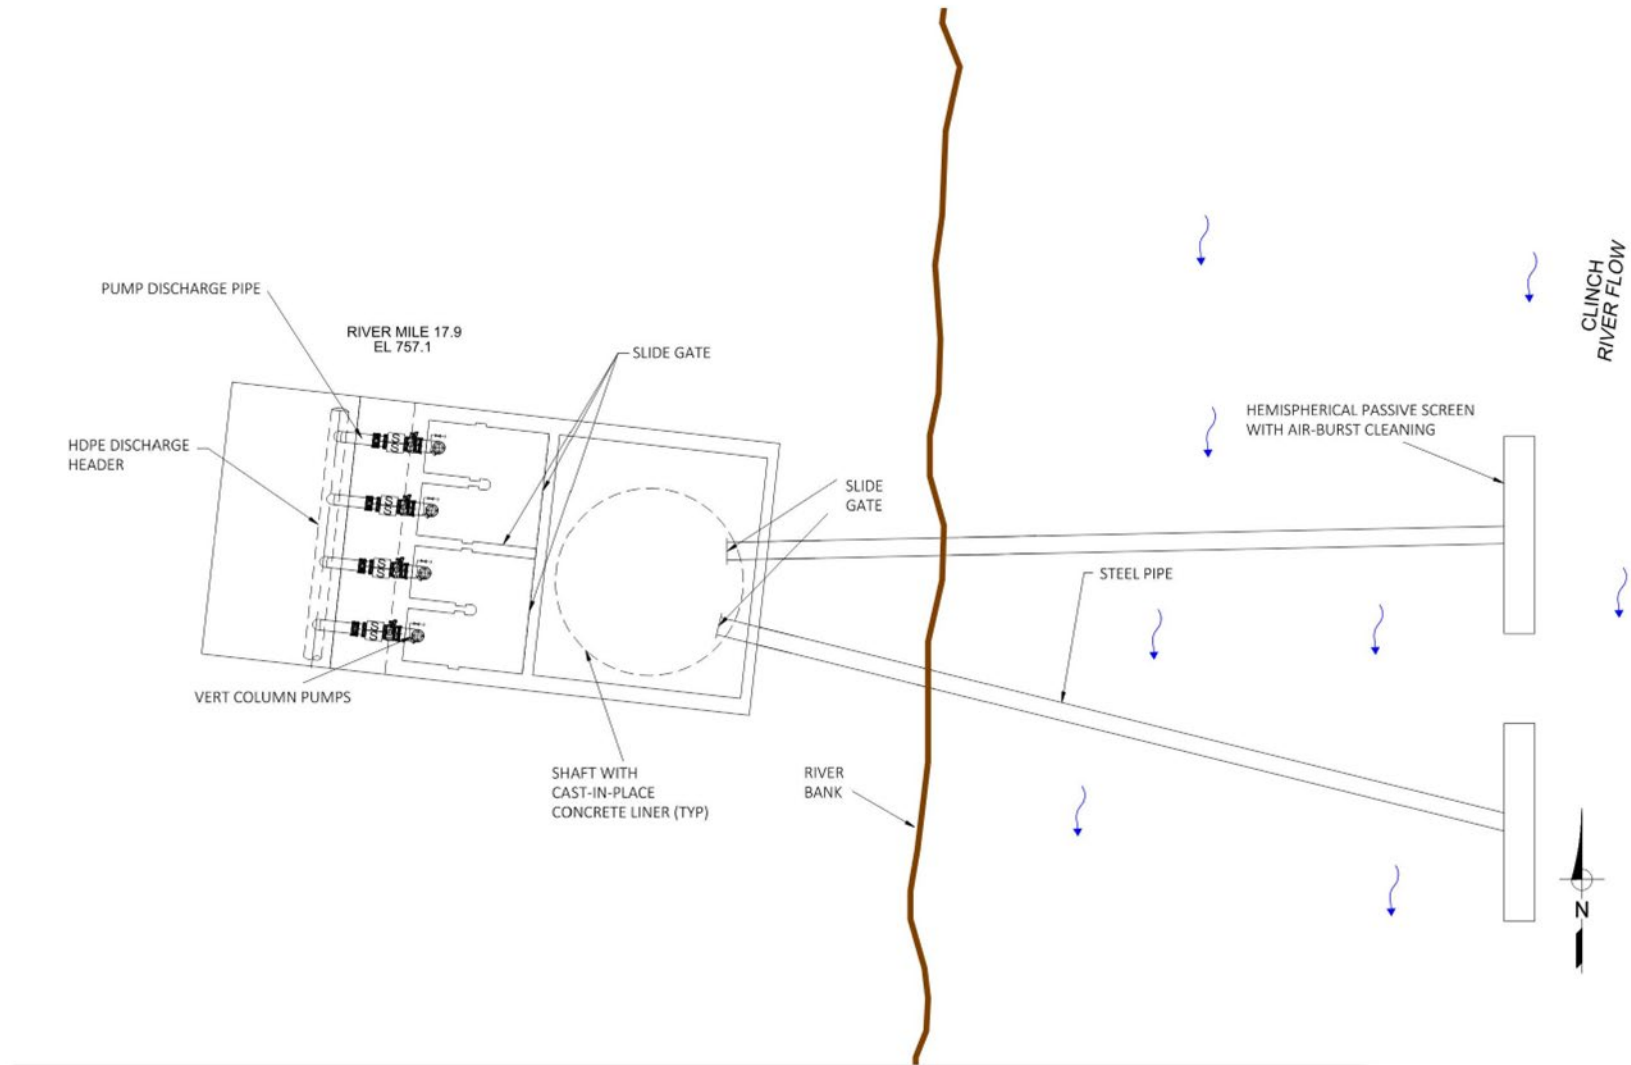 CLINCH
RIVER FLOW
PUMP DISCHARGE PIPE
RIVER MILE 17.9
EL 757.1
SLIDE GATE
HEMISPHERICAL PASSIVE SCREEN
WITH AIR-BURST CLEANING
HDPE DISCHARGE
HEADER
SLIDE
GATE
STEEL PIPE
VERT COLUMN PUMPS
SHAFT WITH
CAST-IN-PLACE
CONCRETE LINER (TYP)
RIVER
BANK
N